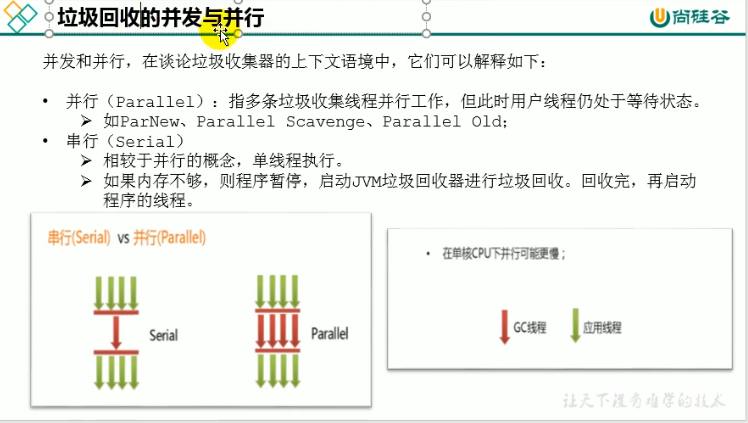 垃圾回收的并发与并行
尚硅谷
并发和并行，在谈论垃圾收集器的上下文语境中，它们可以解释如下：
• 并行（Parallel）：指多条垃圾收集线程并行工作，但此时用户线程仍处于等待状态。
➢ 如ParNew、Parallel Scavenge、Parallel Old；
• 串行（Serial）
➢ 相较于并行的概念，单线程执行。
➢ 如果内存不够，则程序暂停，启动JVM垃圾回收器进行垃圾回收。回收完，再启动
程序的线程。
串行(Serial) vs 并行(Parallel)
Serial
Parallel
• 在单核CPU下并行可能更慢；
GC线程
应用线程
让天下没有难学的技术